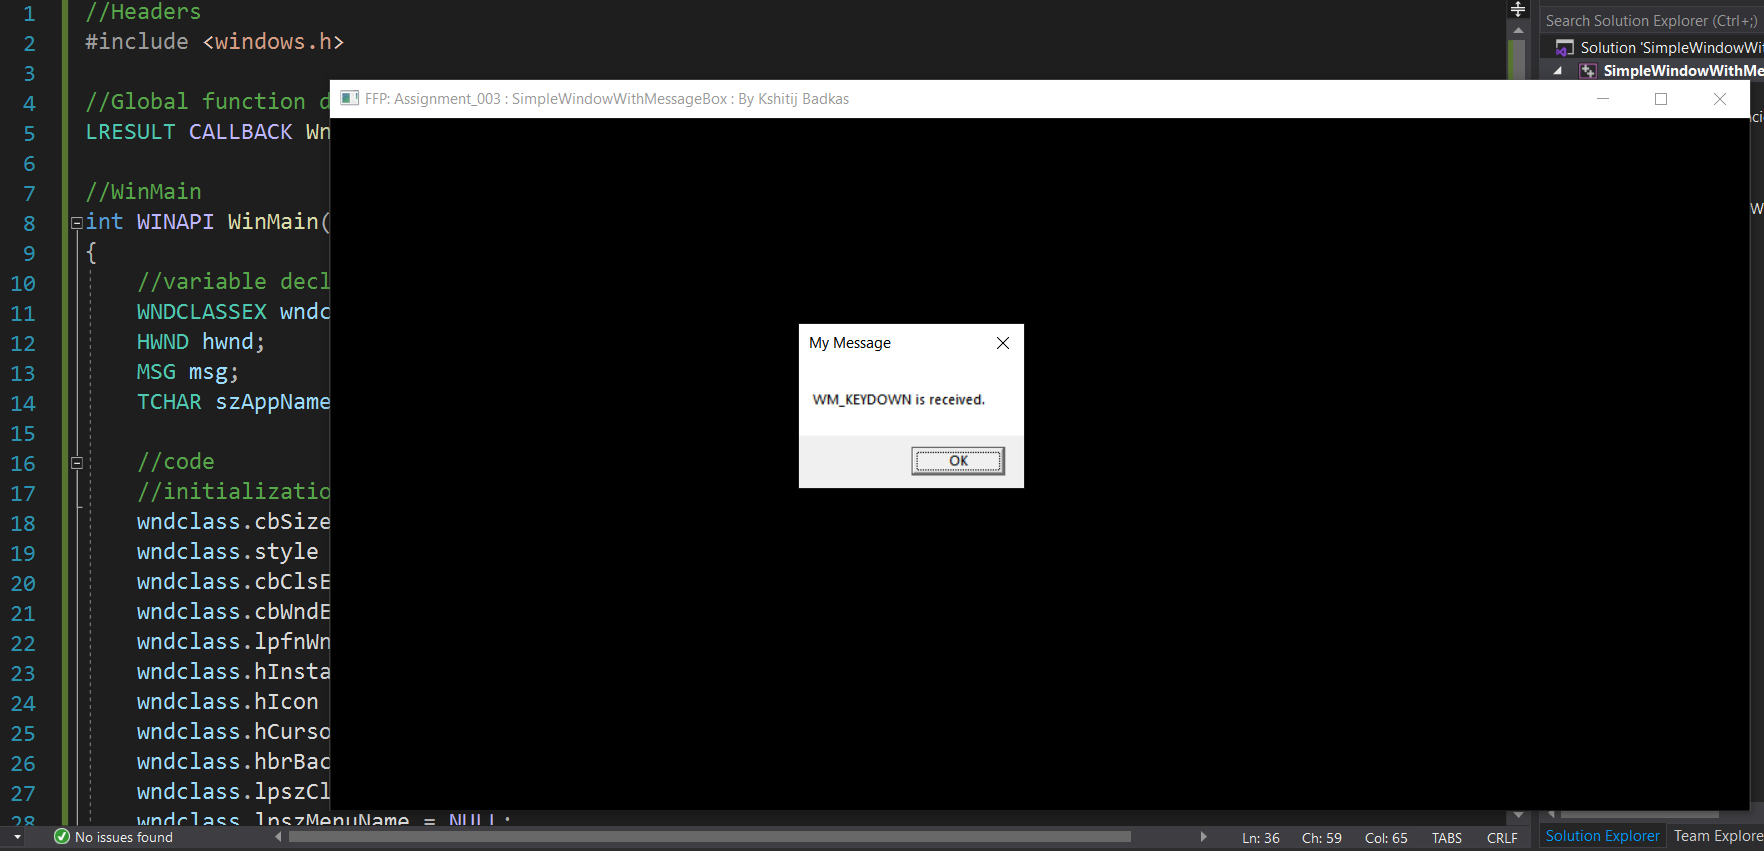 1 //Headers
2 #include <windows.h>
3
4 //Global function d
5 LRESULT CALLBACK Wn
6
7 //WinMain
8 int WINAPI WinMain(
9 {
10 //variable decl
11 WNDCLASSEX wndc
12 HWND hwnd;
13 MSG msg;
14 TCHAR szAppName
15
16 //code
17 //initializatio
18 wndclass.cbSize
19 wndclass.style
20 wndclass.cbClsE
21 wndclass.cbWndE
22 wndclass.lpfnWn
23 wndclass.hInsta
24 wndclass.hIcon
25 wndclass.hCurso
26 wndclass.hbrBac
27 wndclass.lpszCl
28 wndclass.lpszMenuName = NULL;
FFP: Assignment_003 : SimpleWindowWithMessageBox : By Kshitij Badkas
My Message
WM_KEYDOWN is received.
OK
Search Solution Explorer (Ctrl+;)
Solution 'SimpleWindowWit
SimpleWindowWithMe
No issues found
Ln: 36 Ch: 59 Col: 65 TABS CRLF
Solution Explorer Team Explore